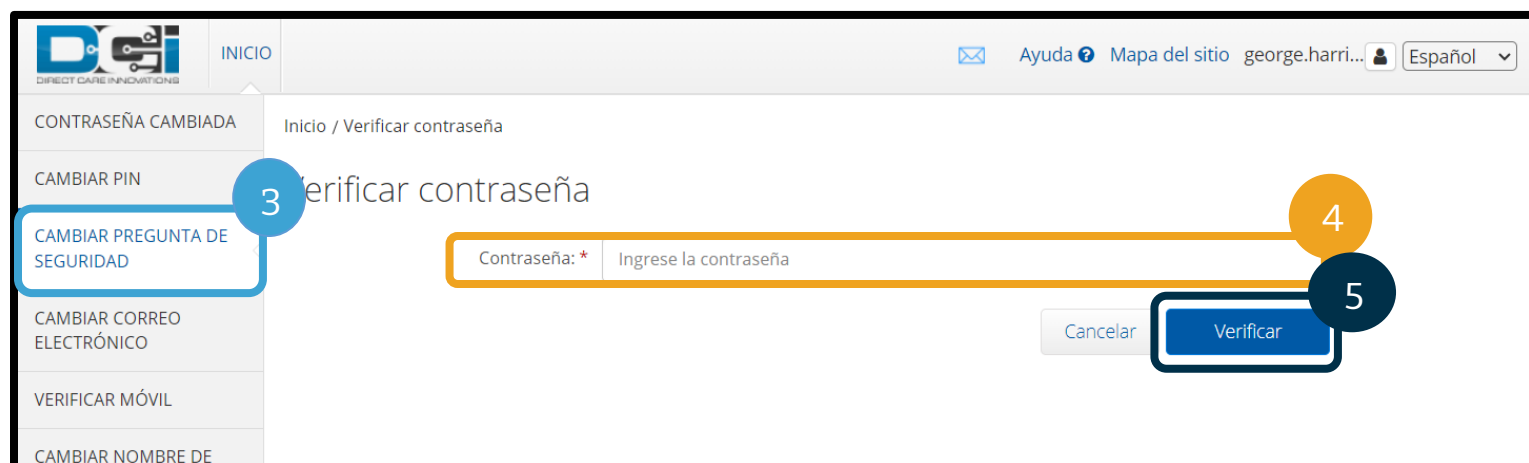 DCi
DIRECT CARE INNOVATIONS
INICIO
Ayuda ? Mapa del sitio george.harri... Español
CONTRASEÑA CAMBIADA
Inicio / Verificar contraseña
CAMBIAR PIN
3
Verificar contraseña
4
CAMBIAR PREGUNTA DE
SEGURIDAD
Contraseña: * Ingrese la contraseña
5
CAMBIAR CORREO
ELECTRÓNICO
Cancelar Verificar
VERIFICAR MÓVIL
CAMBIAR NOMBRE DE